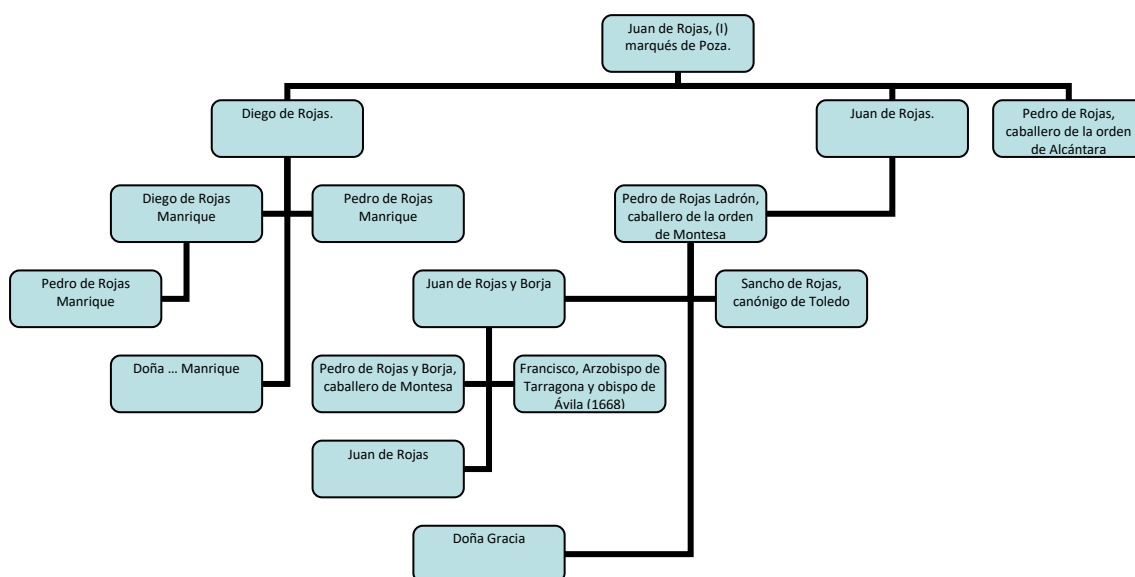 Juan de Rojas, (I)
marqués de Poza.
Diego de Rojas.
Juan de Rojas.
Pedro de Rojas,
caballero de la orden
de Alcántara
Diego de Rojas
Manrique
Pedro de Rojas
Manrique
Pedro de Rojas Ladrón,
caballero de la orden
de Montesa
Pedro de Rojas
Manrique
Juan de Rojas y Borja
Sancho de Rojas,
canónigo de Toledo
Doña ... Manrique
Pedro de Rojas y Borja,
caballero de Montesa
Francisco, Arzobispo de
Tarragona y obispo de
Ávila (1668)
Juan de Rojas
Doña Gracia